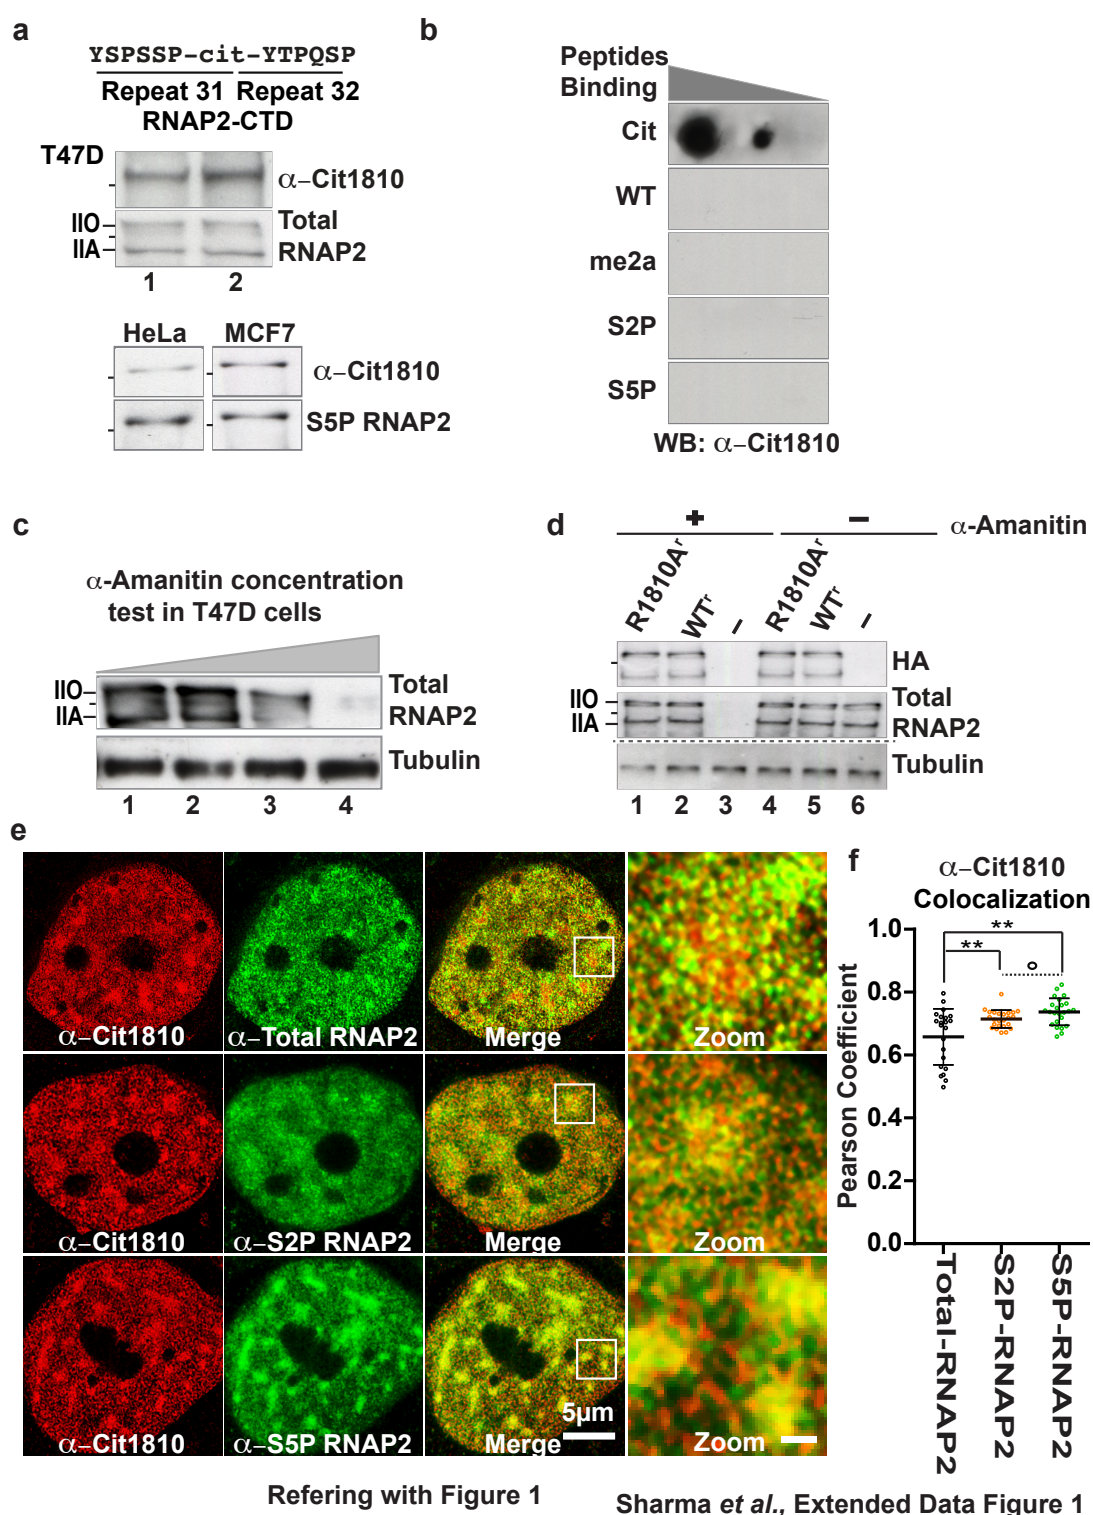 a
YSPSSP-cit-YTPQSP
Repeat 31 Repeat 32
RNAP2-CTD
T47D
α–Cit1810
IIO
IIA
Total
RNAP2
1 2
HeLa MCF7
α–Cit1810
S5P RNAP2
b
Peptides
Binding
Cit
WT
me2a
S2P
S5P
WB: α–Cit1810
c
α-Amanitin concentration
test in T47D cells
IIO
IIA
Total
RNAP2
Tubulin
1 2 3 4
d
+ – α-Amanitin
R1810Aʳ WTʳ – R1810Aʳ WTʳ –
HA
IIO
IIA
Total
RNAP2
Tubulin
1 2 3 4 5 6
e
α–Cit1810 α–Total RNAP2 Merge Zoom
α–Cit1810 α–S2P RNAP2 Merge Zoom
5µm
α–Cit1810 α–S5P RNAP2 Merge Zoom
f
α–Cit1810
Colocalization
**
**
o
Pearson Coefficient
1.0
0.8
0.6
0.4
0.2
0.0
Total-RNAP2
S2P-RNAP2
S5P-RNAP2
Refering with Figure 1
Sharma et al., Extended Data Figure 1